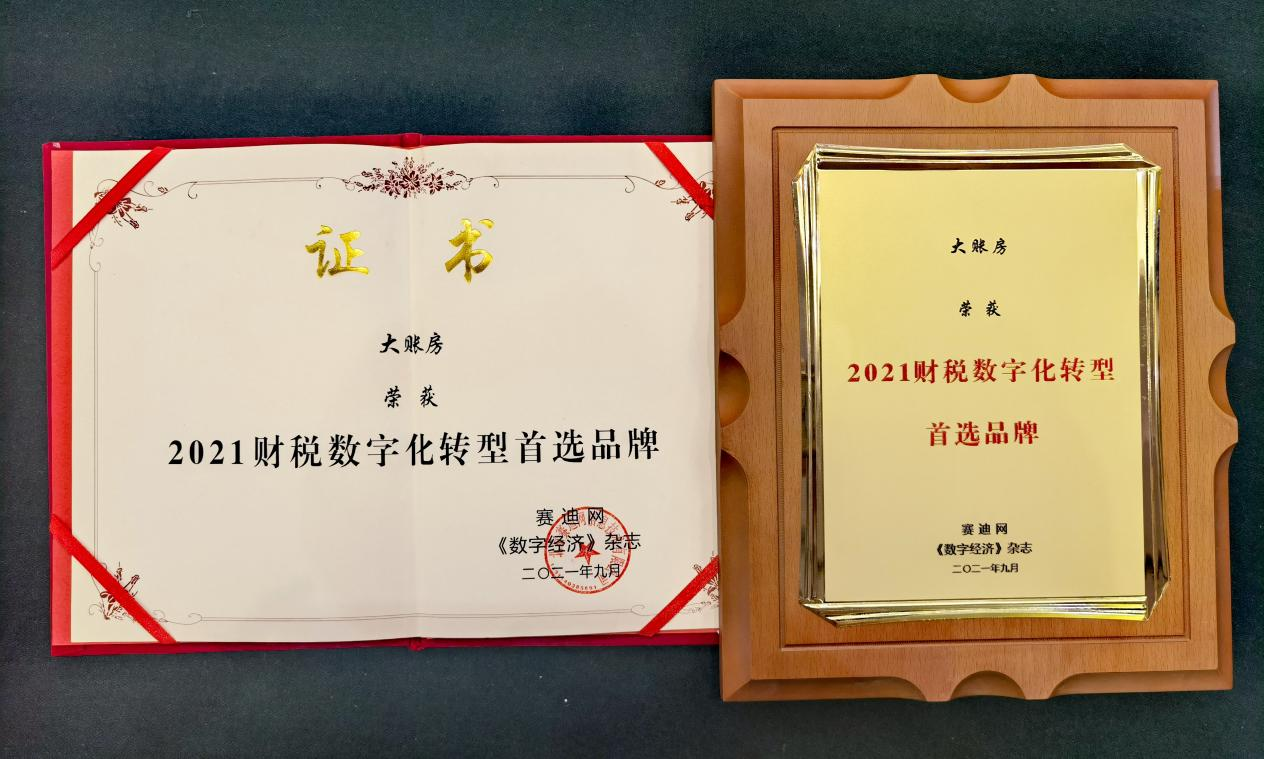 证 书
大账房
荣 获
2021财税数字化转型首选品牌
赛迪网
《数字经济》杂志
二〇二一年九月
大账房
荣 获
2021财税数字化转型
首选品牌
赛迪网
《数字经济》杂志
二〇二一年九月